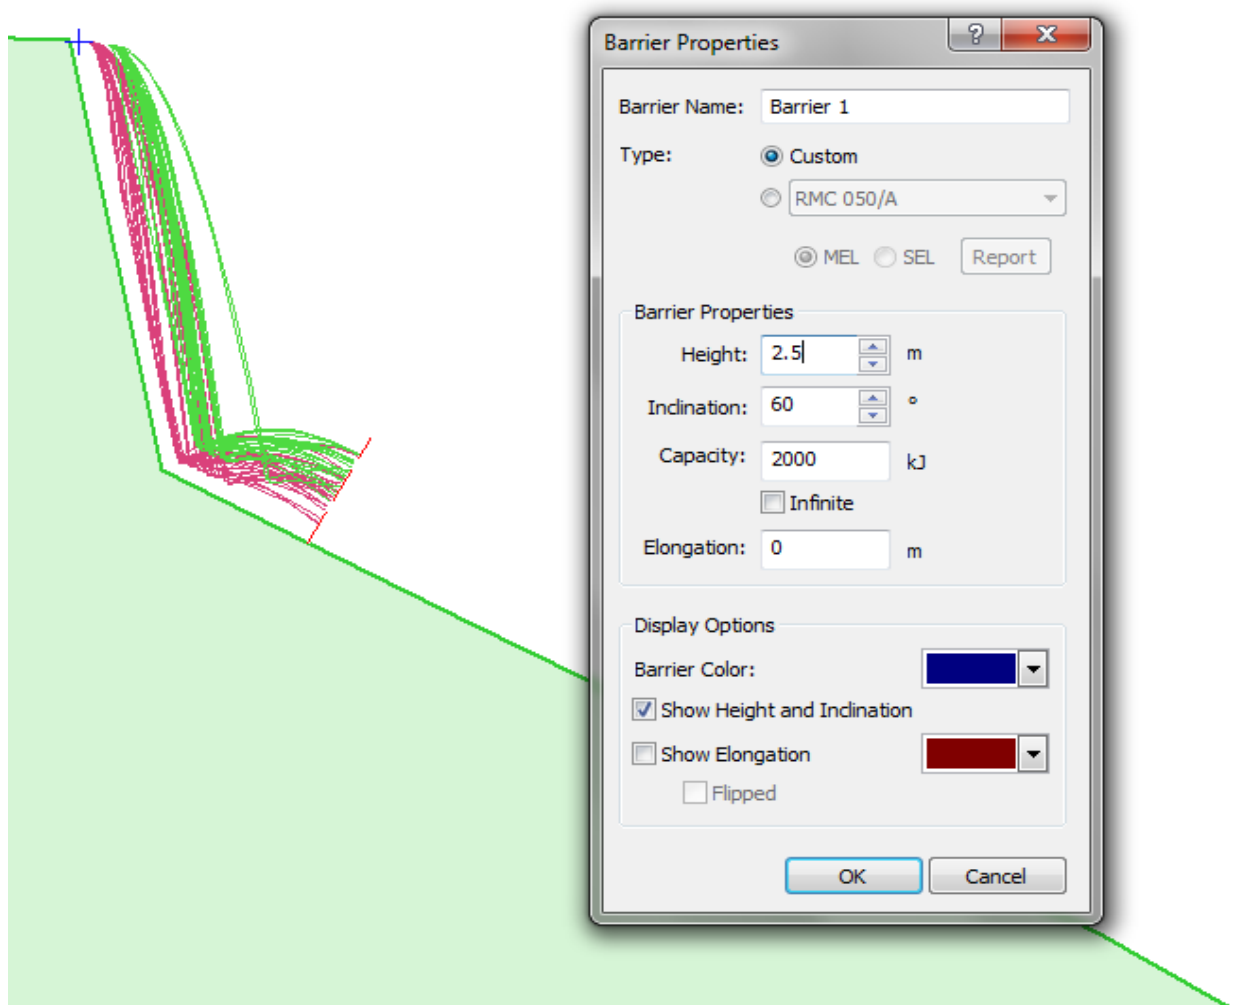 Barrier Properties
?
Barrier Name: Barrier 1
Type: Custom
RMC 050/A
MEL SEL Report
Barrier Properties
Height: 2.5 m
Inclination: 60 °
Capacity: 2000 kJ
Infinite
Elongation: 0 m
Display Options
Barrier Color:
Show Height and Inclination
Show Elongation
Flipped
OK Cancel